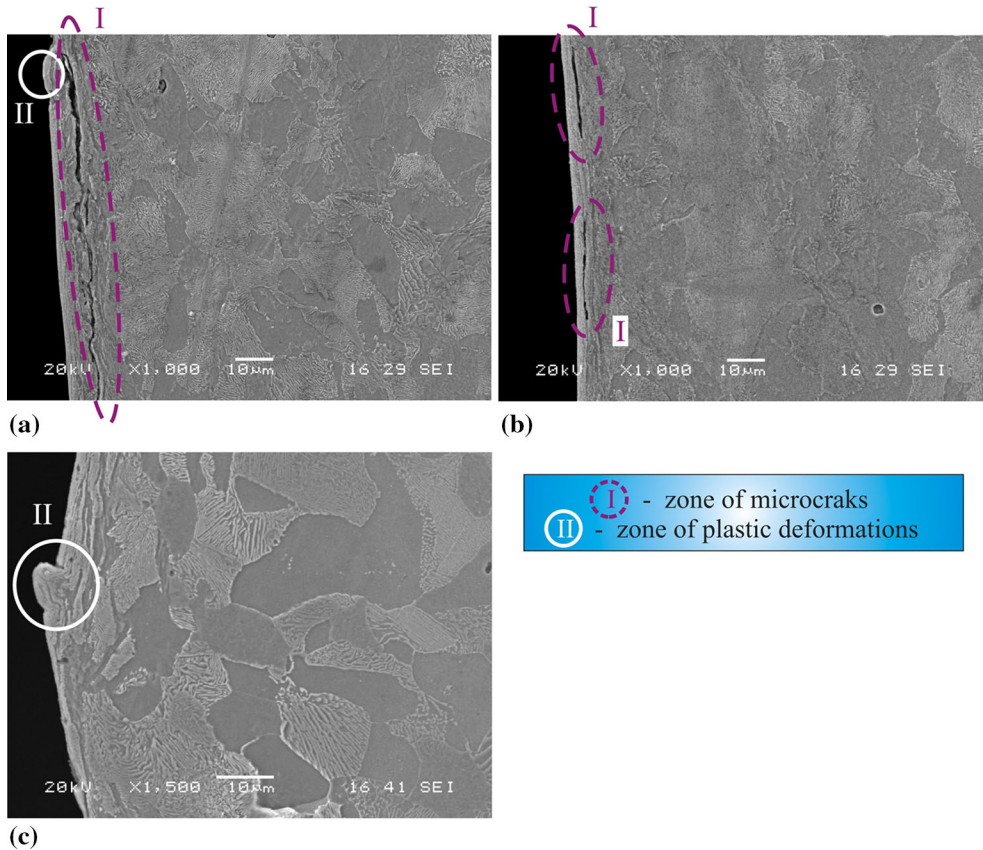 I
I
II
20kV X1,000 10μm 16 29 SEI
20kV X1,000 10μm 16 29 SEI
I
(a)
(b)
II
20kV X1,500 10μm 16 41 SEI
(c)
I - zone of microcraks
II - zone of plastic deformations